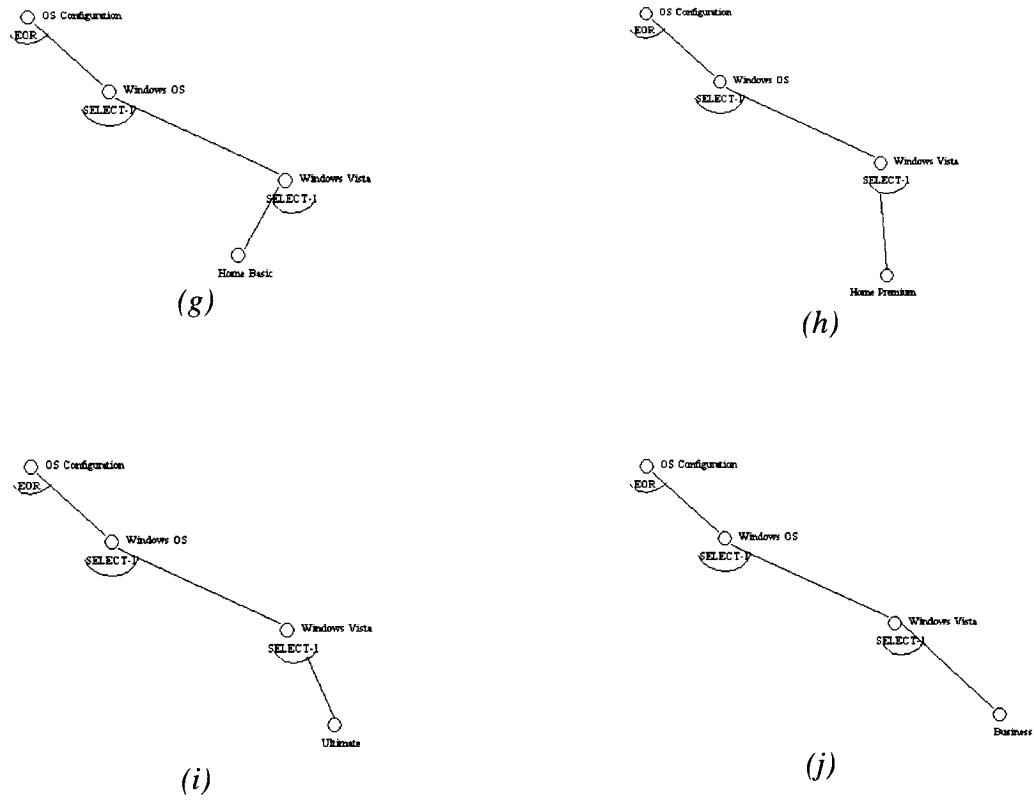 OS Configuration
EOR
Windows OS
SELECT-1
Windows Vista
SELECT-1
Home Basic
(g)
OS Configuration
EOR
Windows OS
SELECT-1
Windows Vista
SELECT-1
Home Premium
(h)
OS Configuration
EOR
Windows OS
SELECT-1
Windows Vista
SELECT-1
Ultimate
(i)
OS Configuration
EOR
Windows OS
SELECT-1
Windows Vista
SELECT-1
Business
(j)